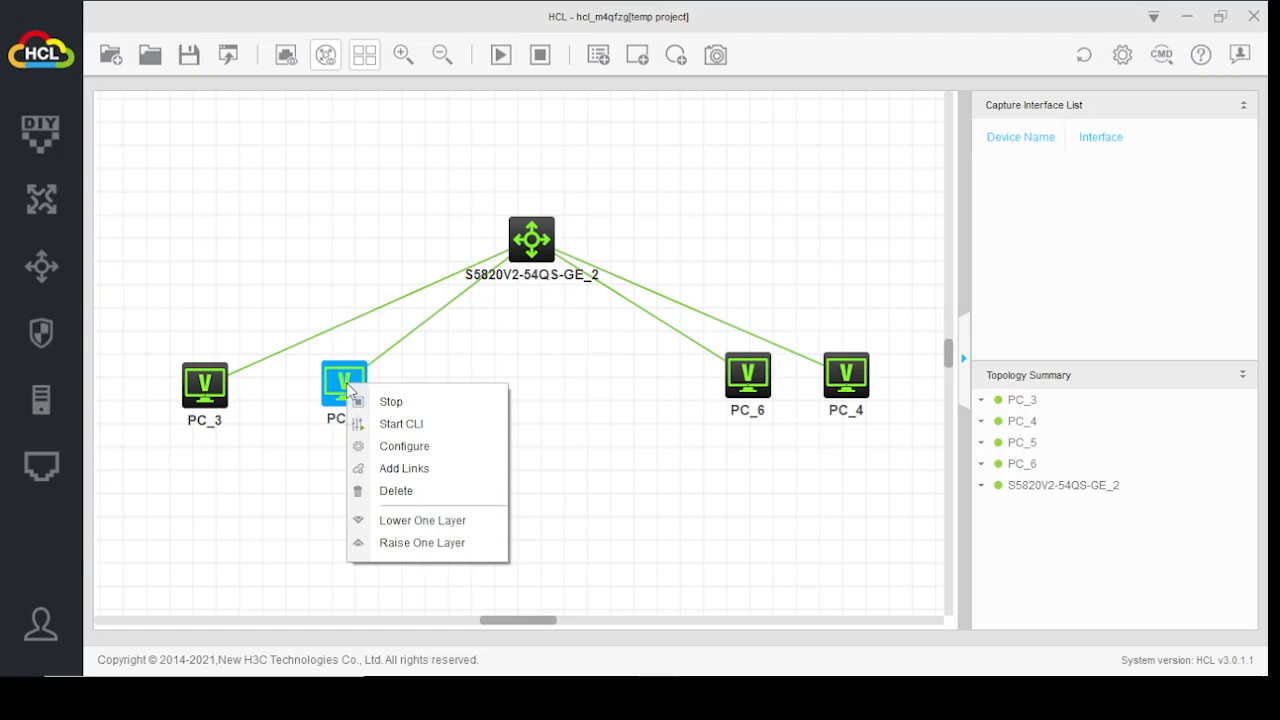 HCL - hcl_m4qfzg[temp project]
HCL
CMD
DIY
Capture Interface List
Device Name
Interface
S5820V2-54QS-GE_2
V
PC_3
V
PC
V
PC_6
V
PC_4
Stop
Start CLI
Configure
Add Links
Delete
Lower One Layer
Raise One Layer
Topology Summary
PC_3
PC_4
PC_5
PC_6
S5820V2-54QS-GE_2
Copyright © 2014-2021,New H3C Technologies Co., Ltd. All rights reserved.
System version: HCL v3.0.1.1